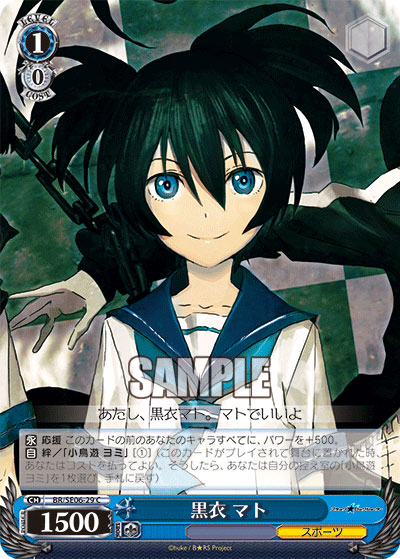 LEVEL
1
0
COST
SAMPLE
あたし、黒衣マト。マトでいいよ
永 応援 このカードの前のあなたのキャラすべてに、パワーを+500。
自 絆／「小鳥遊 ヨミ」[①] (このカードがプレイされて舞台に置かれた時、
あなたはコストを払ってよい。そうしたら、あなたは自分の控え室の「小鳥遊
ヨミ」を1枚選び、手札に戻す)
CH BR/SE06-29 C
1500
黒衣 マト
スポーツ
©huke / B★RS Project